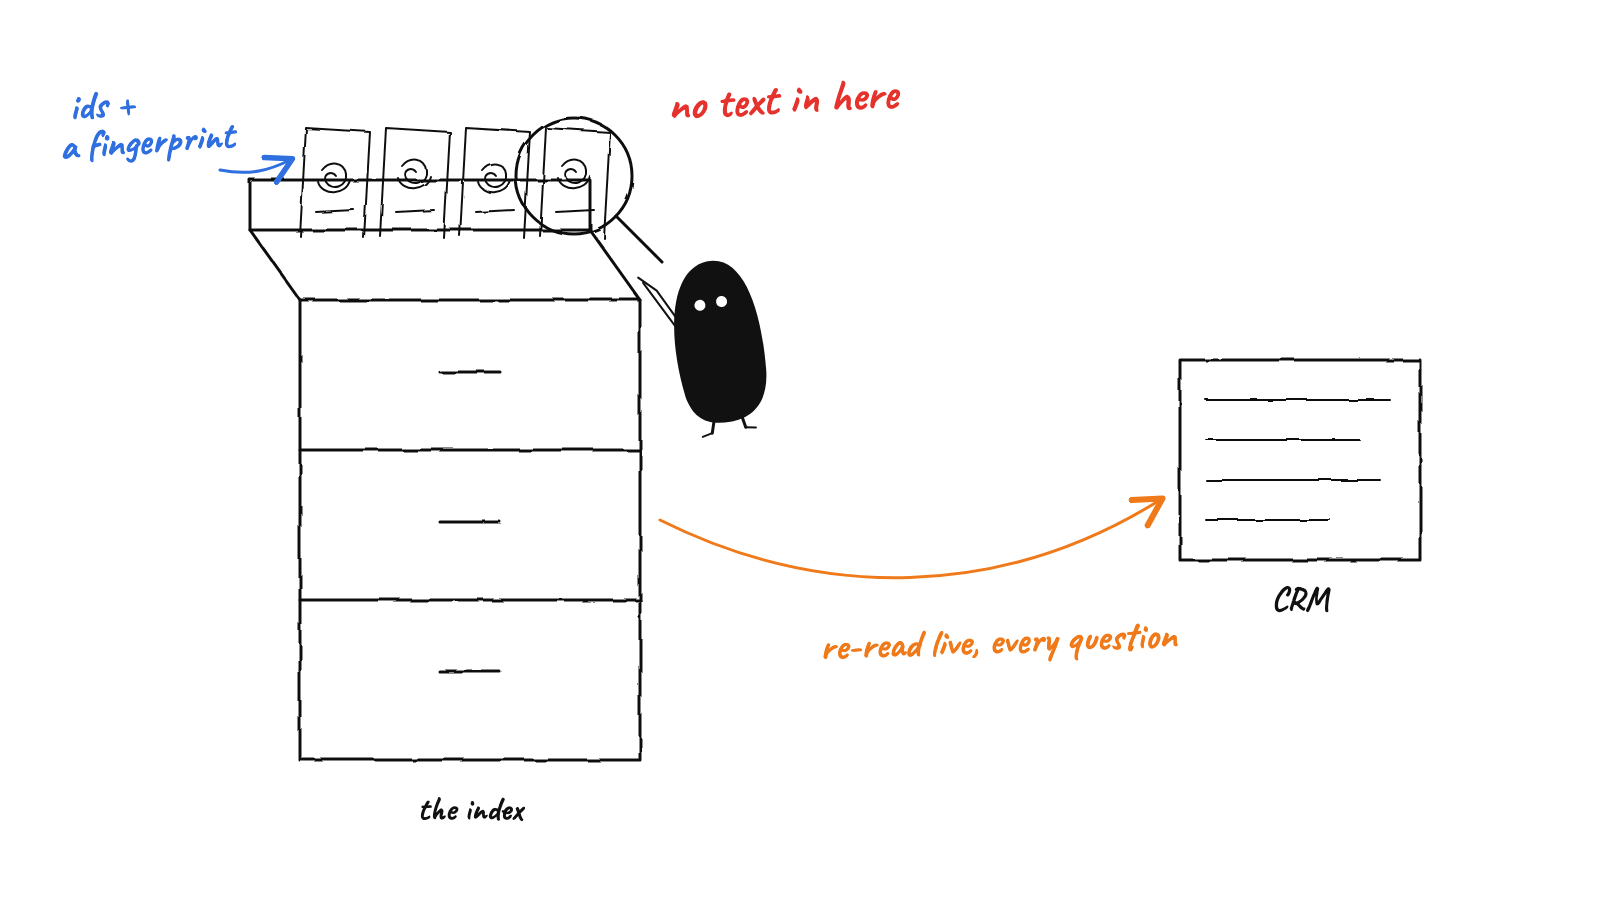 ids +
a fingerprint
no text in here
CRM
re-read live, every question
the index